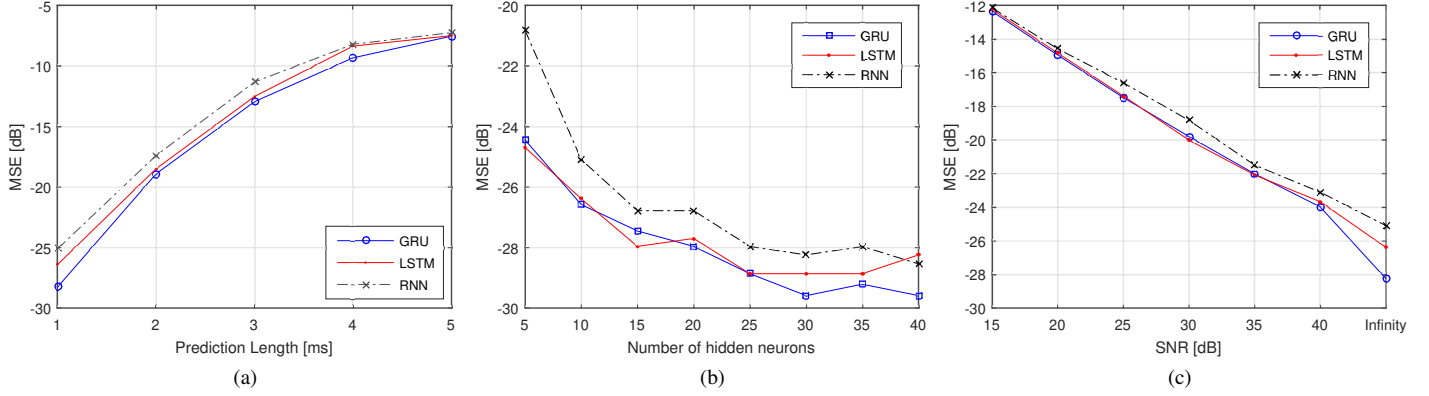 -5
-10
-15
-20
-25
-30
MSE [dB]
GRU
LSTM
RNN
1 2 3 4 5
Prediction Length [ms]
(a)
-20
-22
-24
-26
-28
-30
MSE [dB]
GRU
LSTM
RNN
5 10 15 20 25 30 35 40
Number of hidden neurons
(b)
-12
-14
-16
-18
-20
-22
-24
-26
-28
-30
MSE [dB]
GRU
LSTM
RNN
15 20 25 30 35 40 Infinity
SNR [dB]
(c)